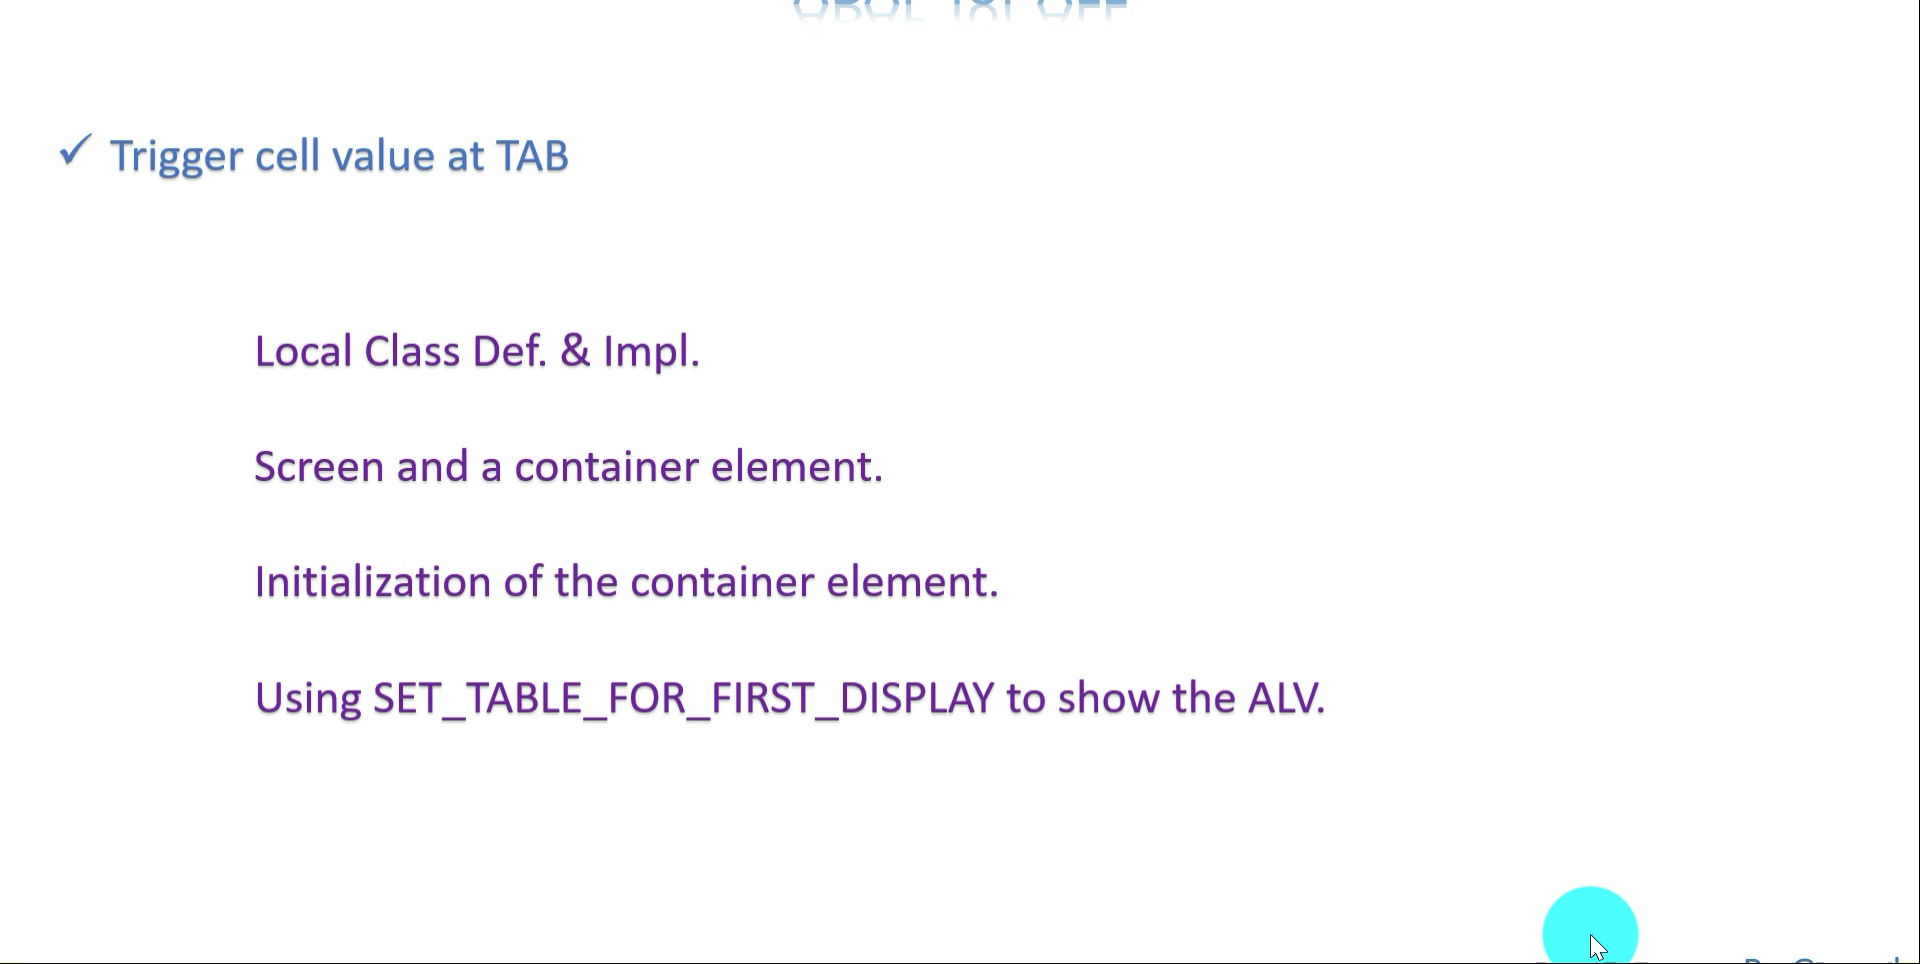 Trigger cell value at TAB
Local Class Def. & Impl.
Screen and a container element.
Initialization of the container element.
Using SET_TABLE_FOR_FIRST_DISPLAY to show the ALV.